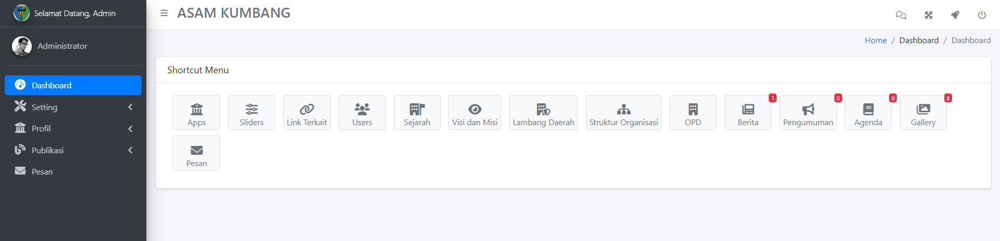 Selamat Datang, Admin
ASAM KUMBANG
Administrator
Home / Dashboard / Dashboard
Dashboard
Setting
Profil
Publikasi
Pesan
Shortcut Menu
1 0 0 8
Apps Sliders Link Terkait Users Sejarah Visi dan Misi Lambang Daerah Struktur Organisasi OPD Berita Pengumuman Agenda Gallery
Pesan